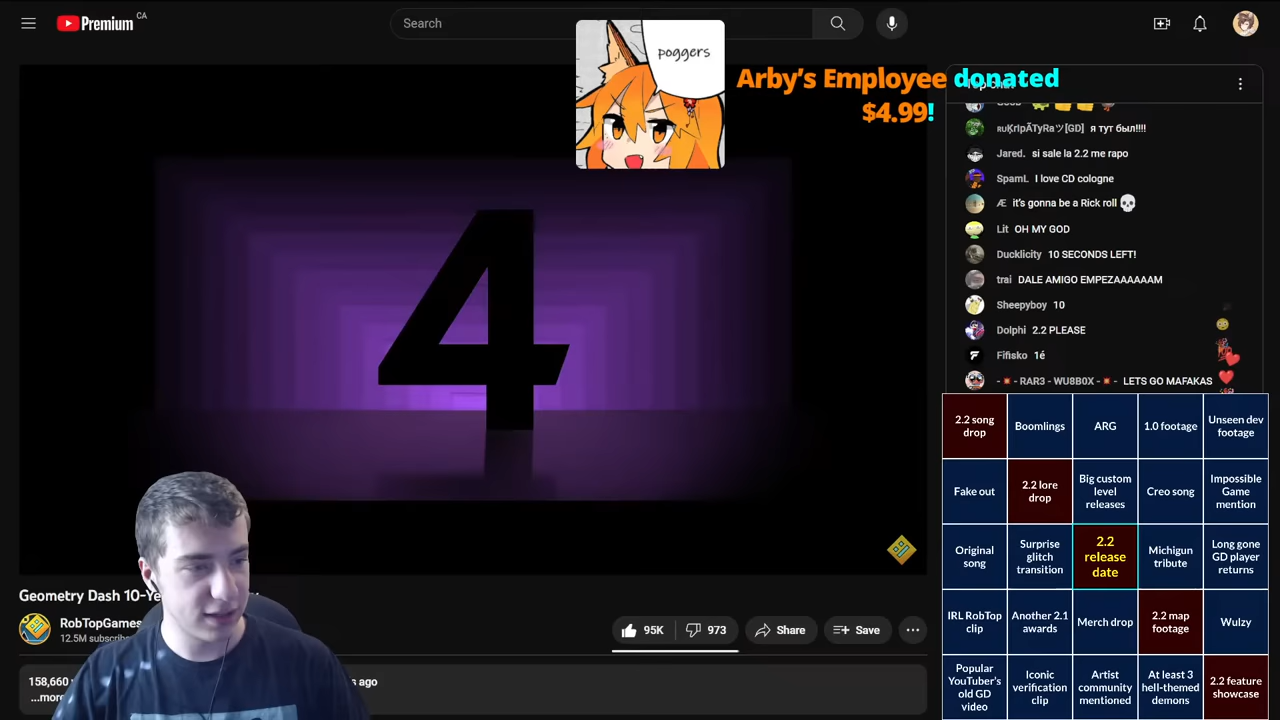 Premium CA
Search
poggers
Arby's Employee donated
$4.99!
ʀᴜҚrIpÃTyRaツ[GD] я тут был!!!!
Jared. si sale la 2.2 me rapo
SpamL I love CD cologne
Æ it's gonna be a Rick roll💀
Lit OH MY GOD
Ducklicity 10 SECONDS LEFT!
trai DALE AMIGO EMPEZAAAAAAM
Sheepyboy 10
Dolphi 2.2 PLEASE
Fifisko 1é
-💥- RAR3 - WU8B0X -💥- LETS GO MAFAKAS
4
Geometry Dash 10-Ye
RobTopGames
12.5M subscribe
95K
973
Share
Save
158,660
s ago
...more
2.2 song
drop
Boomlings
ARG
1.0 footage
Unseen dev
footage
Fake out
2.2 lore
drop
Big custom
level
releases
Creo song
Impossible
Game
mention
Original
song
Surprise
glitch
transition
2.2
release
date
Michigun
tribute
Long gone
GD player
returns
IRL RobTop
clip
Another 2.1
awards
Merch drop
2.2 map
footage
Wulzy
Popular
YouTuber's
old GD
video
Iconic
verification
clip
Artist
community
mentioned
At least 3
hell-themed
demons
2.2 feature
showcase